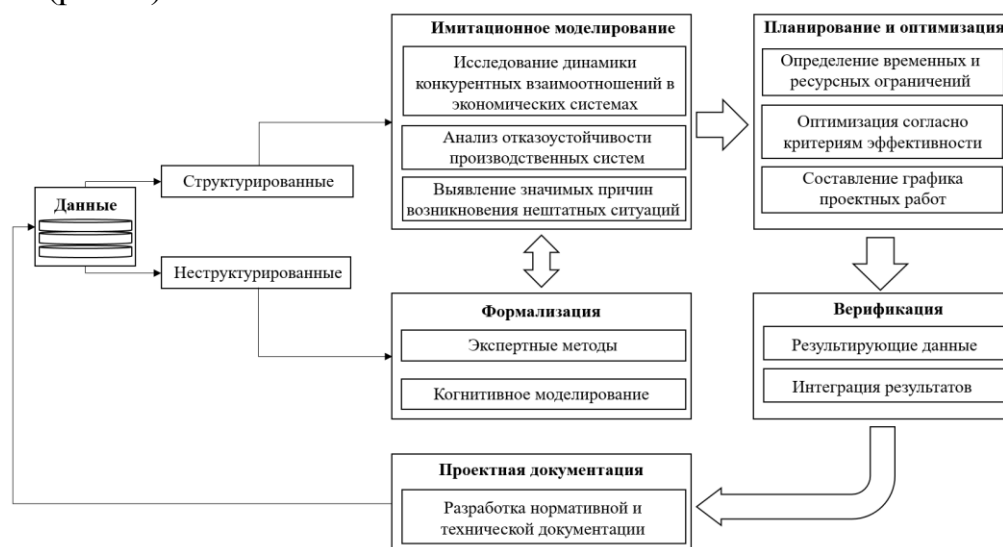 Имитационное моделирование
Исследование динамики
конкурентных взаимоотношений в
экономических системах
Анализ отказоустойчивости
производственных систем
Выявление значимых причин
возникновения нештатных ситуаций
Планирование и оптимизация
Определение временных и
ресурсных ограничений
Оптимизация согласно
критериям эффективности
Составление графика
проектных работ
Структурированные
Данные
Неструктурированные
Формализация
Экспертные методы
Когнитивное моделирование
Верификация
Результирующие данные
Интеграция результатов
Проектная документация
Разработка нормативной и
технической документации